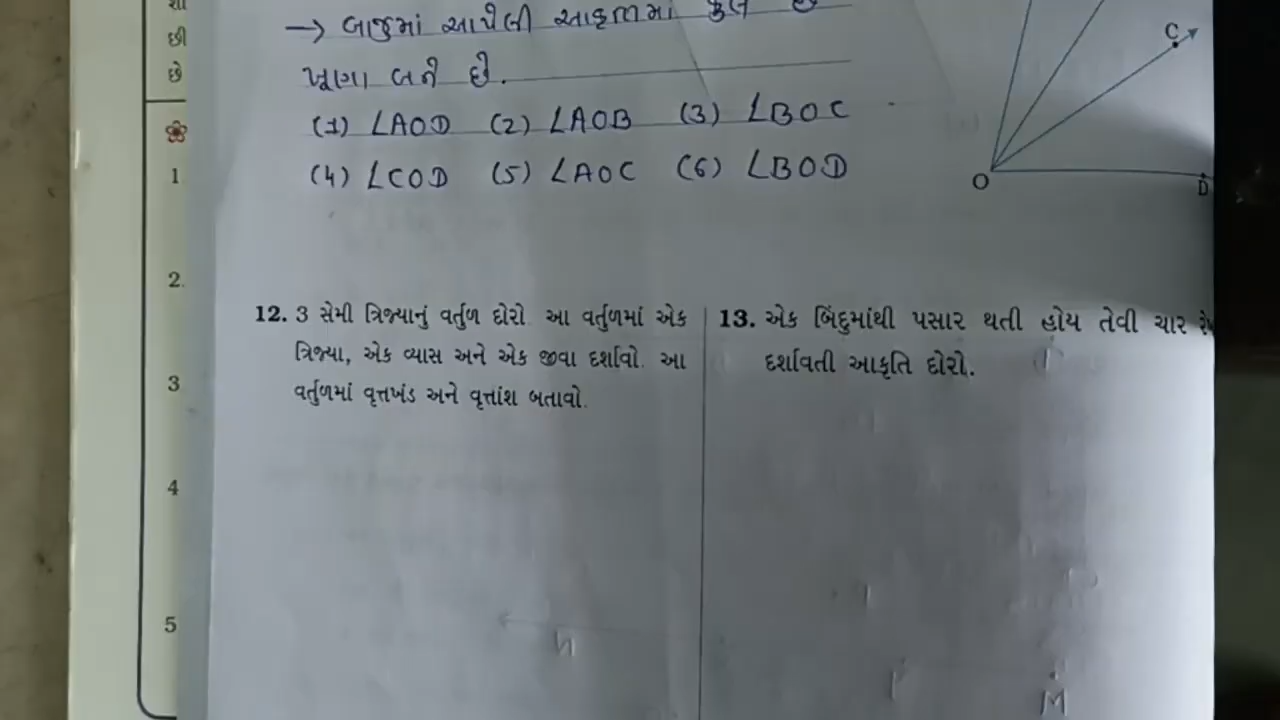 → બાજુમાં આપેલી આકૃતિમાં કુલ
ખૂણા બને છે.
(1) ∠AOD (2) ∠AOB (3) ∠BOC
(4) ∠COD (5) ∠AOC (6) ∠BOD
C
O
D
છી
છે
1
2.
3
4
5
12. 3 સેમી ત્રિજ્યાનું વર્તુળ દોરો. આ વર્તુળમાં એક
ત્રિજ્યા, એક વ્યાસ અને એક જીવા દર્શાવો. આ
વર્તુળમાં વૃત્તખંડ અને વૃત્તાંશ બતાવો.
13. એક બિંદુમાંથી પસાર થતી હોય તેવી ચાર
દર્શાવતી આકૃતિ દોરો.
M